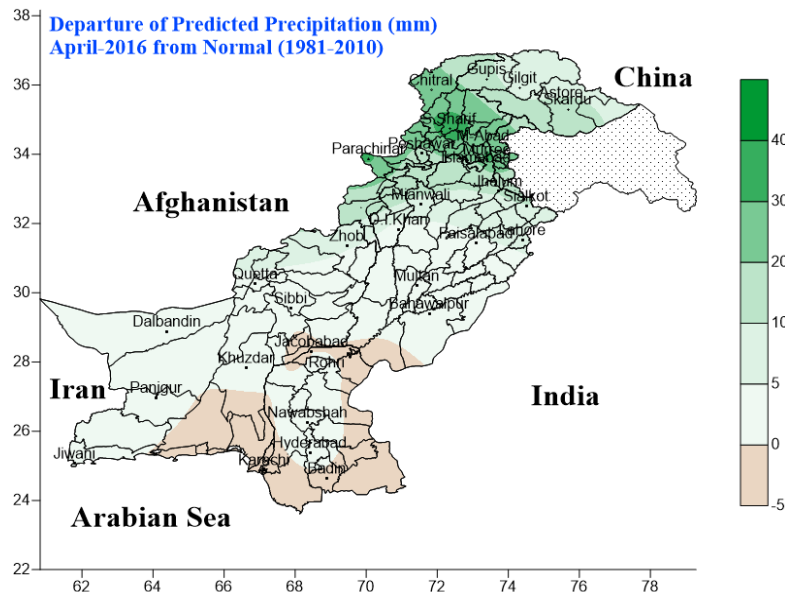 Departure of Predicted Precipitation (mm)
April-2016 from Normal (1981-2010)
38
36
34
32
30
28
26
24
22
62
64
66
68
70
72
74
76
78
China
Afghanistan
Iran
India
Arabian Sea
Gupis
Gilgit
Chitral
Astore
Skardu
S.Sharif
M-Abad
Peshawar
Parachinar
Murree
Islamabad
Jhelum
Mianwali
Sialkot
D.I.Khan
Zhob
Faisalabad
Lahore
Quetta
Multan
Sibbi
Bahawalpur
Dalbandin
Jacobabad
Khuzdar
Rohri
Panjgur
Nawabshah
Hyderabad
Jiwani
Karachi
Badin
40
30
20
10
5
0
-5